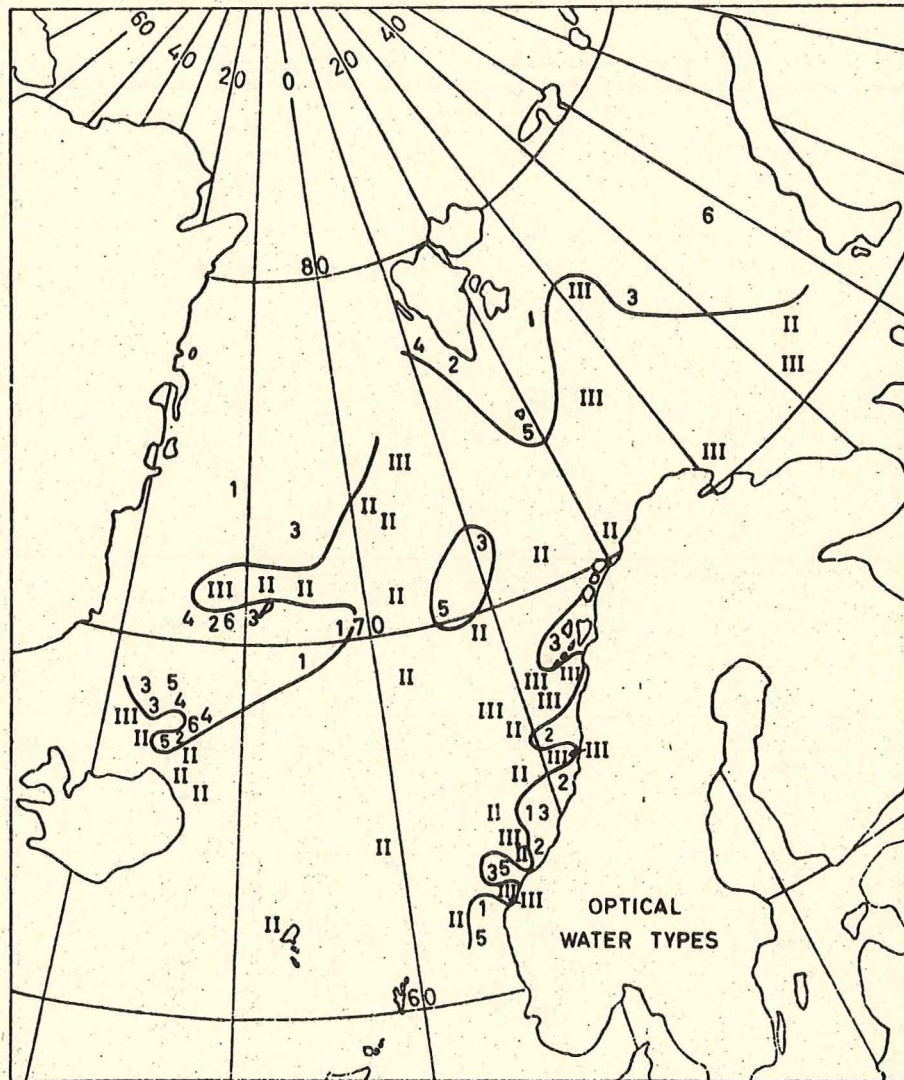 60 40 20 0 20 40
6
80
III 3
1 II
4 2 III
III
5
III
III
1 II
3 II II
3 II
III II II II
4 2 6 3 5
1 70 II
3
1 III III
3 5 II
3 4 III
III 6 4 III
II 5 2 II 2
II III III
II II 2
II
II 13
III
II 2
II
3 5
III III
1
II
5
II
OPTICAL
WATER TYPES
60